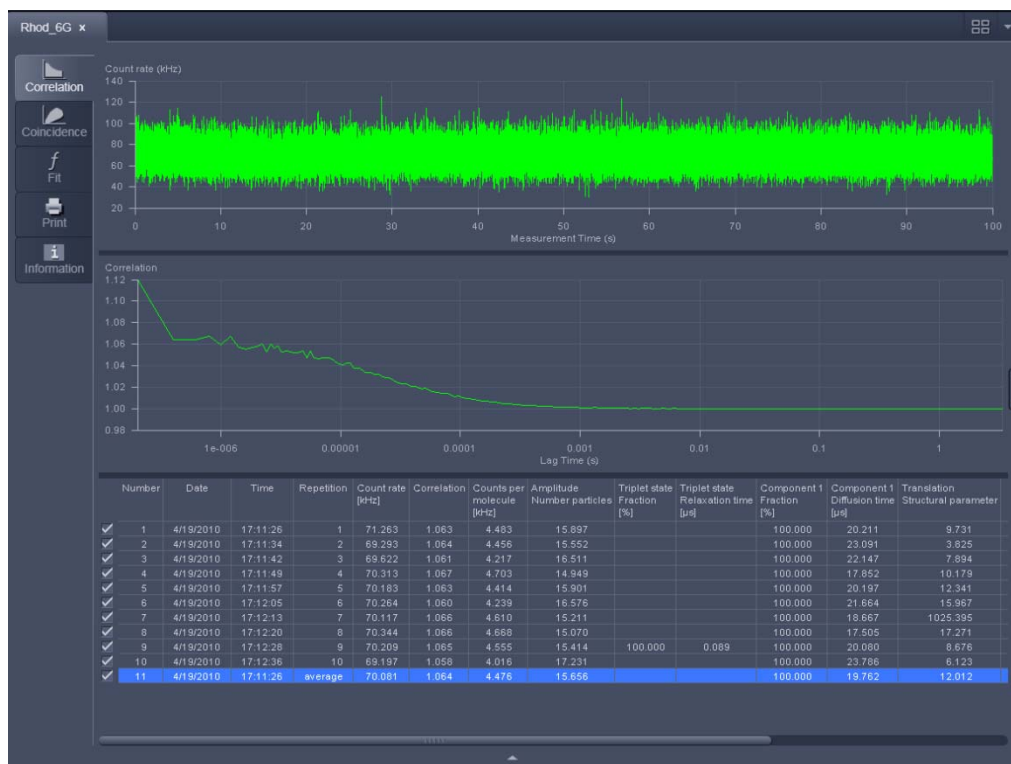 Rhod_6G x
Correlation
Coincidence
f
Fit
Print
i
Information
Count rate (kHz)
140
120
100
80
60
40
20
0 10 20 30 40 50 60 70 80 90 100
Measurement Time (s)
Correlation
1.12
1.10
1.08
1.06
1.04
1.02
1.00
0.98
1e-006 0.00001 0.0001 0.001 0.01 0.1 1
Lag Time (s)
Number Date Time Repetition Count rate Correlation Counts per Amplitude Triplet state Triplet state Component 1 Component 1 Translation
[kHz] molecule Number particles Fraction Relaxation time Fraction Diffusion time Structural parameter
[kHz] [%] [µs] [%] [µs]
1 4/19/2010 17:11:26 1 71.263 1.063 4.483 15.897 100.000 20.211 9.731
2 4/19/2010 17:11:34 2 69.293 1.064 4.456 15.552 100.000 23.091 3.825
3 4/19/2010 17:11:42 3 69.622 1.061 4.217 16.511 100.000 22.147 7.894
4 4/19/2010 17:11:49 4 70.313 1.067 4.703 14.949 100.000 17.852 10.179
5 4/19/2010 17:11:57 5 70.183 1.063 4.414 15.901 100.000 20.197 12.341
6 4/19/2010 17:12:05 6 70.264 1.060 4.239 16.576 100.000 21.664 15.967
7 4/19/2010 17:12:13 7 70.117 1.066 4.610 15.211 100.000 18.667 1025.395
8 4/19/2010 17:12:20 8 70.344 1.066 4.668 15.070 100.000 17.505 17.271
9 4/19/2010 17:12:28 9 70.209 1.065 4.555 15.414 100.000 0.089 100.000 20.080 8.676
10 4/19/2010 17:12:36 10 69.197 1.058 4.016 17.231 100.000 23.786 6.123
11 4/19/2010 17:11:26 average 70.081 1.064 4.476 15.656 100.000 19.762 12.012